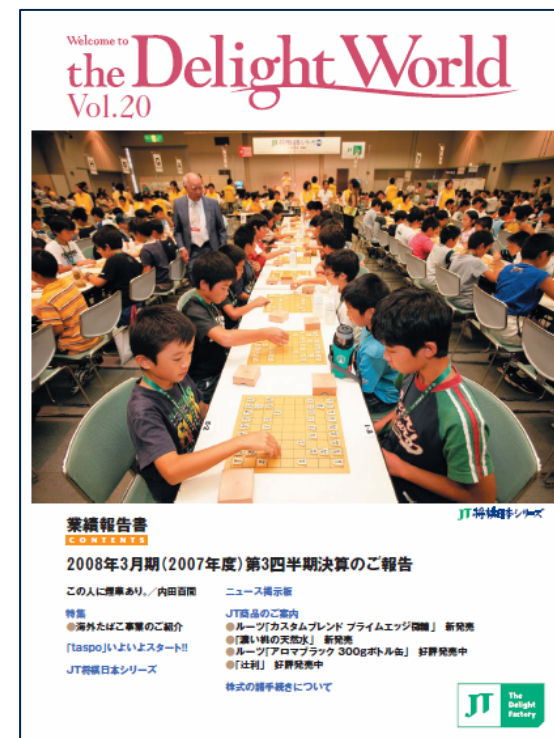 Welcome to
the Delight World
Vol.20
JT 将棋日本シリーズ
業績報告書
CONTENTS
2008年3月期(2007年度)第3四半期決算のご報告
この人に煙草あり。／内田百閒
特集
●海外たばこ事業のご紹介
「taspo」いよいよスタート!!
JT将棋日本シリーズ
ニュース掲示板
JT商品のご案内
●ルーツ「カスタムブレンド プライムエッジ微糖」 新発売
●「濃い桃の天然水」 新発売
●ルーツ「アロマブラック 300gボトル缶」 好評発売中
●「辻利」 好評発売中
株式の諸手続きについて
JT
The
Delight
Factory